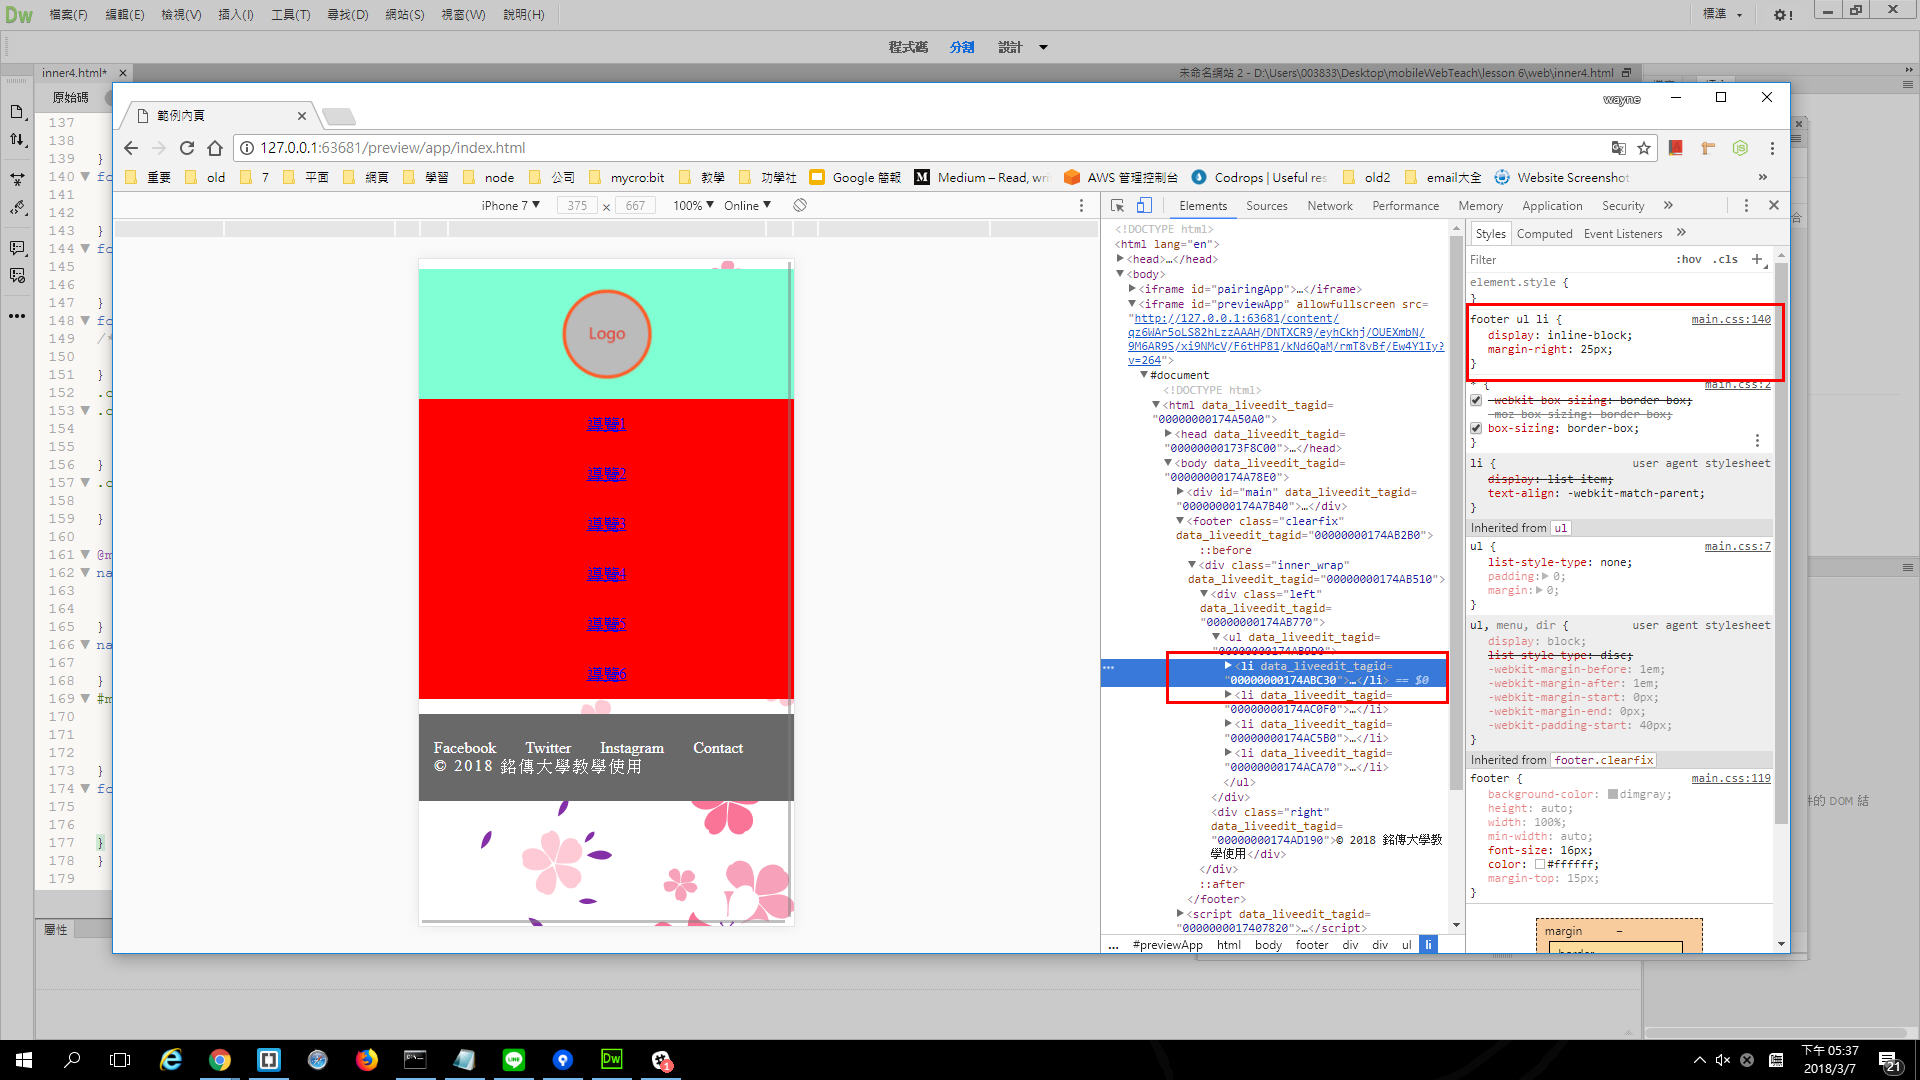 Dw 檔案(F) 編輯(E) 檢視(V) 插入(I) 工具(T) 尋找(D) 網站(S) 視窗(W) 說明(H) 標準
程式碼 分割 設計
inner4.html* × 未命名網站 2 - D:\Users\003833\Desktop\mobileWebTeach\lesson 6\web\inner4.html
原始碼
137
138
139 }
140 fc
141
142
143 }
144 fc
145
146
147 }
148 fc
149 /*
150
151 }
152 .c
153 .c
154
155
156 }
157 .c
158
159 }
160
161 @m
162 na
163
164
165 }
166 na
167
168 }
169 #m
170
171
172
173 }
174 fc
175
176
177 }
178 }
179
屬性
wayne
範例內頁
127.0.0.1:63681/preview/app/index.html
重要 old 7 平面 網頁 學習 node 公司 mycro:bit 教學 功學社 Google 簡報 Medium – Read, wri AWS 管理控制台 Codrops | Useful res old2 email大全 Website Screenshot »
iPhone 7 ▼ 375 × 667 100% ▼ Online ▼
Logo
導覽1
導覽2
導覽3
導覽4
導覽5
導覽6
Facebook Twitter Instagram Contact
© 2018 銘傳大學教學使用
Elements Sources Network Performance Memory Application Security »
<!DOCTYPE html>
<html lang="en">
<head>…</head>
<body>
<iframe id="pairingApp">…</iframe>
<iframe id="previewApp" allowfullscreen src=
"http://127.0.0.1:63681/content/
qz6WAr5oLS82hLzzAAAH/DNTXCR9/eyhCkhj/OUEXmbN/
9M6AR9S/xi9NMcV/F6tHP81/kNd6QaM/rmT8vBf/Ew4Y1Iy?
v=264">
#document
<!DOCTYPE html>
<html data_liveedit_tagid=
"00000000174A50A0">
<head data_liveedit_tagid=
"00000000173F8C00">…</head>
<body data_liveedit_tagid=
"00000000174A78E0">
<div id="main" data_liveedit_tagid=
"00000000174A7B40">…</div>
<footer class="clearfix"
data_liveedit_tagid="00000000174AB2B0">
::before
<div class="inner_wrap"
data_liveedit_tagid="00000000174AB510">
<div class="left"
data_liveedit_tagid=
"00000000174AB770">
<ul data_liveedit_tagid=
"00000000174AB9D0">
<li data_liveedit_tagid=
"00000000174ABC30">…</li> == $0
<li data_liveedit_tagid=
"00000000174AC0F0">…</li>
<li data_liveedit_tagid=
"00000000174AC5B0">…</li>
<li data_liveedit_tagid=
"00000000174ACA70">…</li>
</ul>
</div>
<div class="right"
data_liveedit_tagid=
"00000000174AD190">© 2018 銘傳大學教
學使用</div>
</div>
::after
</footer>
<script data_liveedit_tagid=
"0000000017407820">…</script>
... #previewApp html body footer div div ul li
Styles Computed Event Listeners »
Filter :hov .cls +
element.style {
}
footer ul li { main.css:140
display: inline-block;
margin-right: 25px;
}
* { main.css:2
-webkit-box-sizing: border-box;
-moz-box-sizing: border-box;
box-sizing: border-box;
}
li { user agent stylesheet
display: list-item;
text-align: -webkit-match-parent;
}
Inherited from ul
ul { main.css:7
list-style-type: none;
padding: 0;
margin: 0;
}
ul, menu, dir { user agent stylesheet
display: block;
list-style-type: disc;
-webkit-margin-before: 1em;
-webkit-margin-after: 1em;
-webkit-margin-start: 0px;
-webkit-margin-end: 0px;
-webkit-padding-start: 40px;
}
Inherited from footer.clearfix
footer { main.css:119
background-color: dimgray;
height: auto;
width: 100%;
min-width: auto;
font-size: 16px;
color: #ffffff;
margin-top: 15px;
}
margin –
border
合
件的 DOM 結
Dw
1
下午 05:37
2018/3/7
21